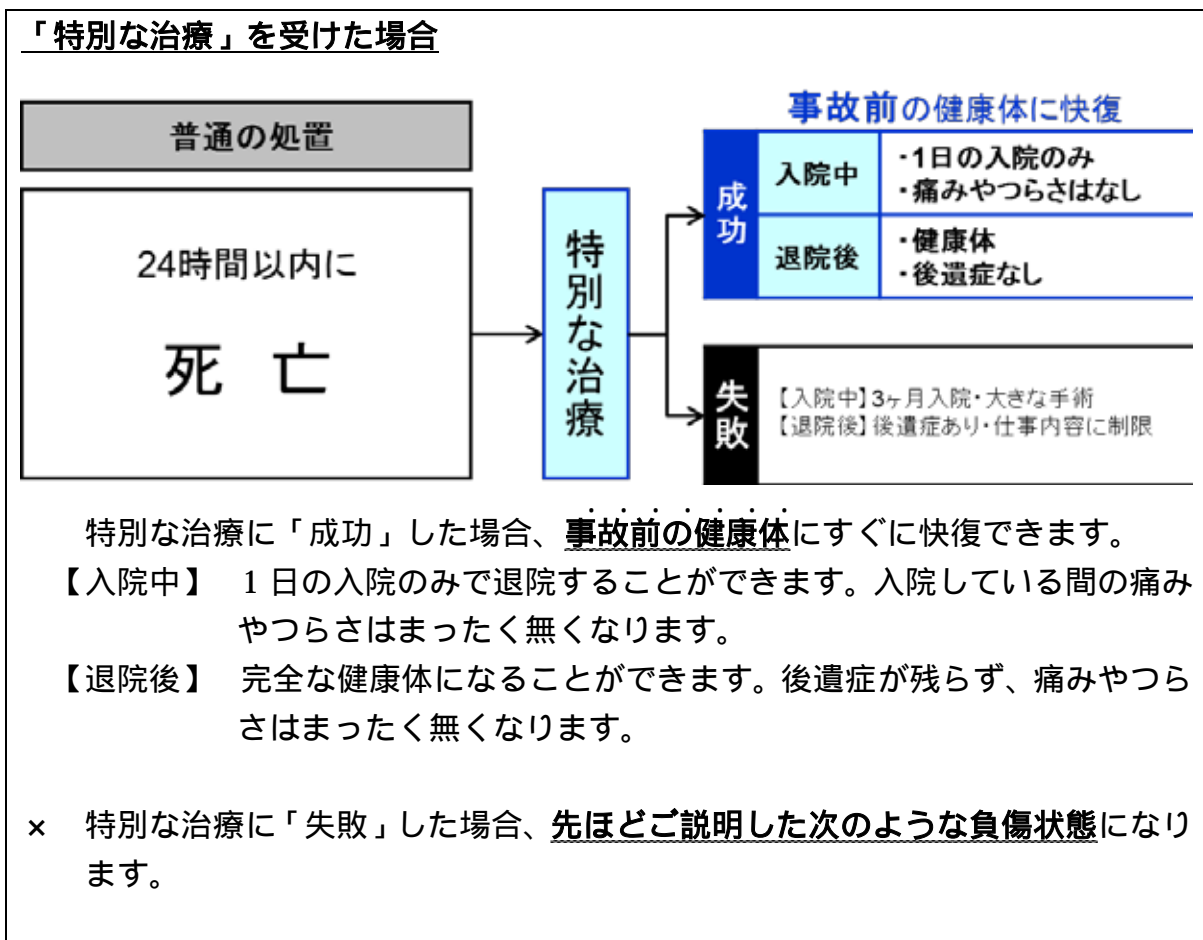 「特別な治療」を受けた場合
普通の処置
24時間以内に
死 亡
特別な治療
事故前の健康体に快復
成功
入院中
・1日の入院のみ
・痛みやつらさはなし
退院後
・健康体
・後遺症なし
失敗
【入院中】3ヶ月入院・大きな手術
【退院後】後遺症あり・仕事内容に制限
特別な治療に「成功」した場合、事故前の健康体にすぐに快復できます。
【入院中】 1日の入院のみで退院することができます。入院している間の痛み
やつらさはまったく無くなります。
【退院後】 完全な健康体になることができます。後遺症が残らず、痛みやつら
さはまったく無くなります。
× 特別な治療に「失敗」した場合、先ほどご説明した次のような負傷状態になり
ます。